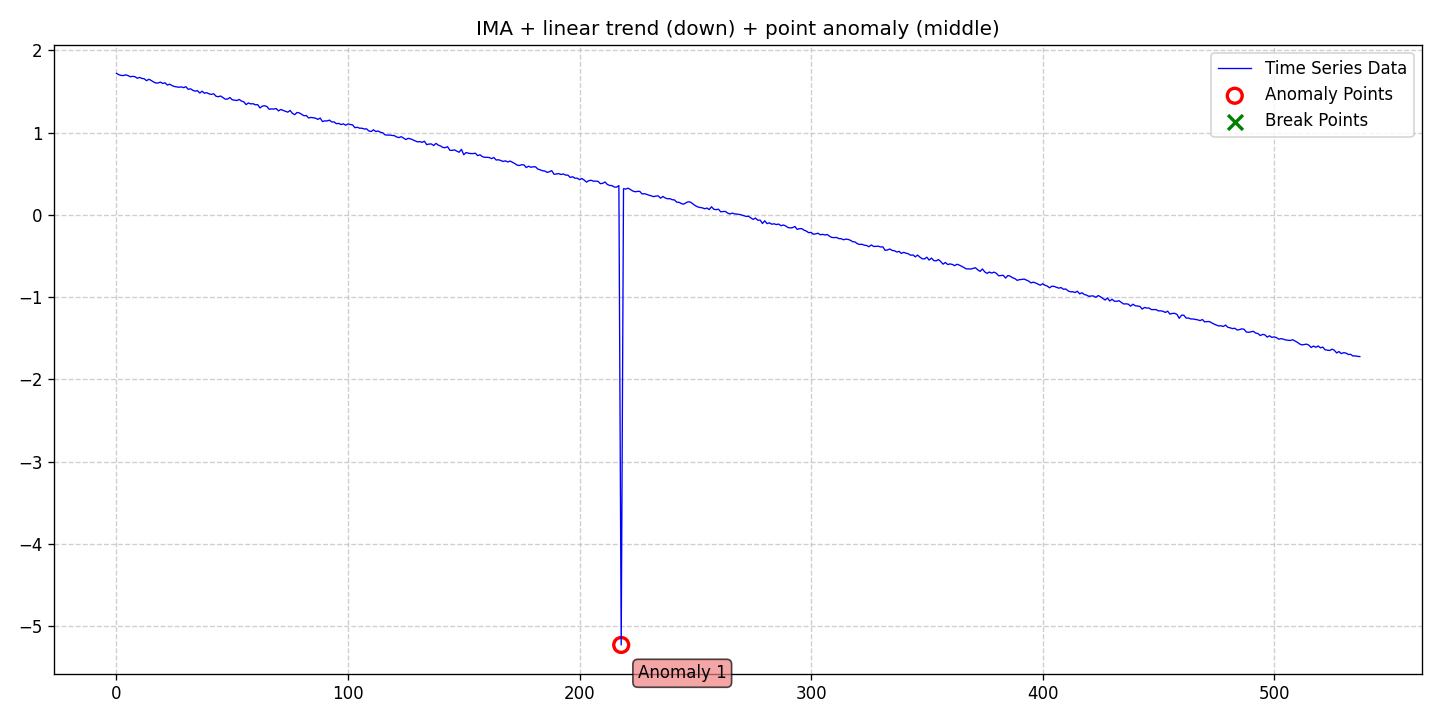 IMA + linear trend (down) + point anomaly (middle)
Time Series Data
Anomaly Points
Break Points
2
1
0
−1
−2
−3
−4
−5
Anomaly 1
0
100
200
300
400
500